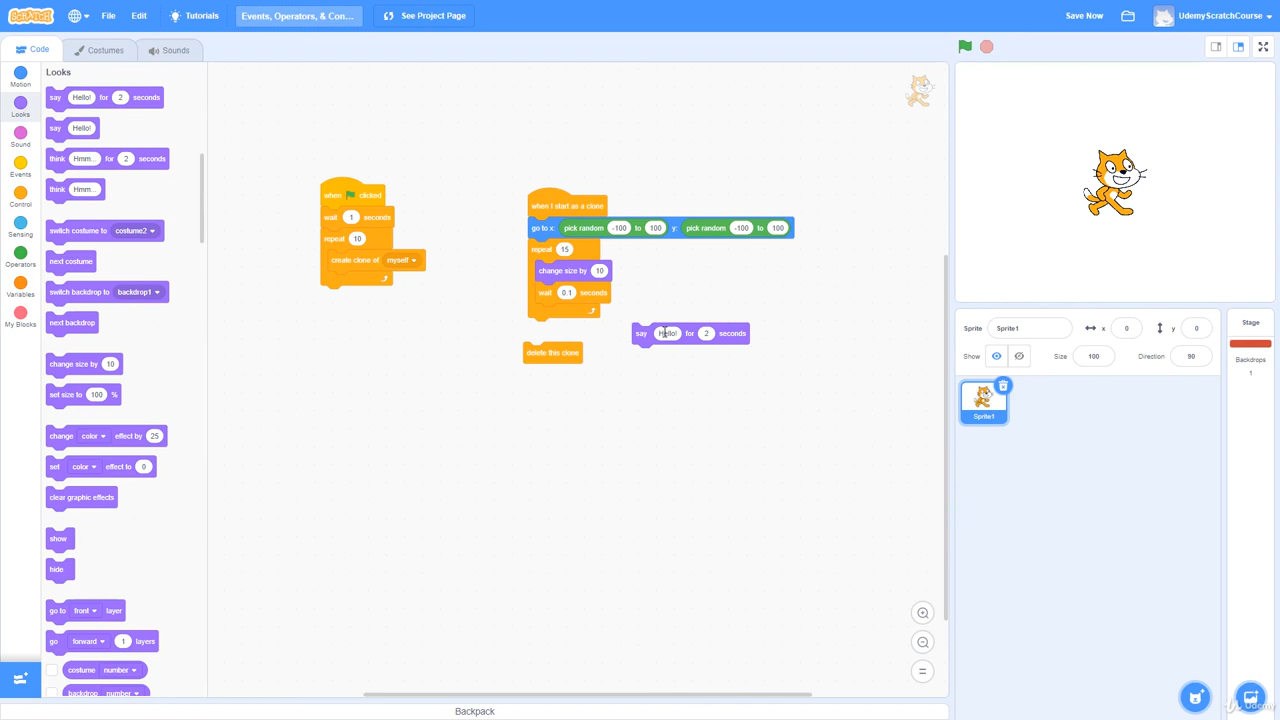 SCRATCH
File
Edit
Tutorials
Events, Operators, & Con...
See Project Page
Save Now
UdemyScratchCourse
Code
Costumes
Sounds
Motion
Looks
Sound
Events
Control
Sensing
Operators
Variables
My Blocks
Looks
say Hello! for 2 seconds
say Hello!
think Hmm... for 2 seconds
think Hmm...
switch costume to costume2
next costume
switch backdrop to backdrop1
next backdrop
change size by 10
set size to 100 %
change color effect by 25
set color effect to 0
clear graphic effects
show
hide
go to front layer
go forward 1 layers
costume number
backdrop number
when clicked
wait 1 seconds
repeat 10
create clone of myself
when I start as a clone
go to x: pick random -100 to 100 y: pick random -100 to 100
repeat 15
change size by 10
wait 0.1 seconds
say Hello! for 2 seconds
delete this clone
Backpack
Sprite Sprite1 x 0 y 0
Show Size 100 Direction 90
Sprite1
Stage
Backdrops
1
Udemy